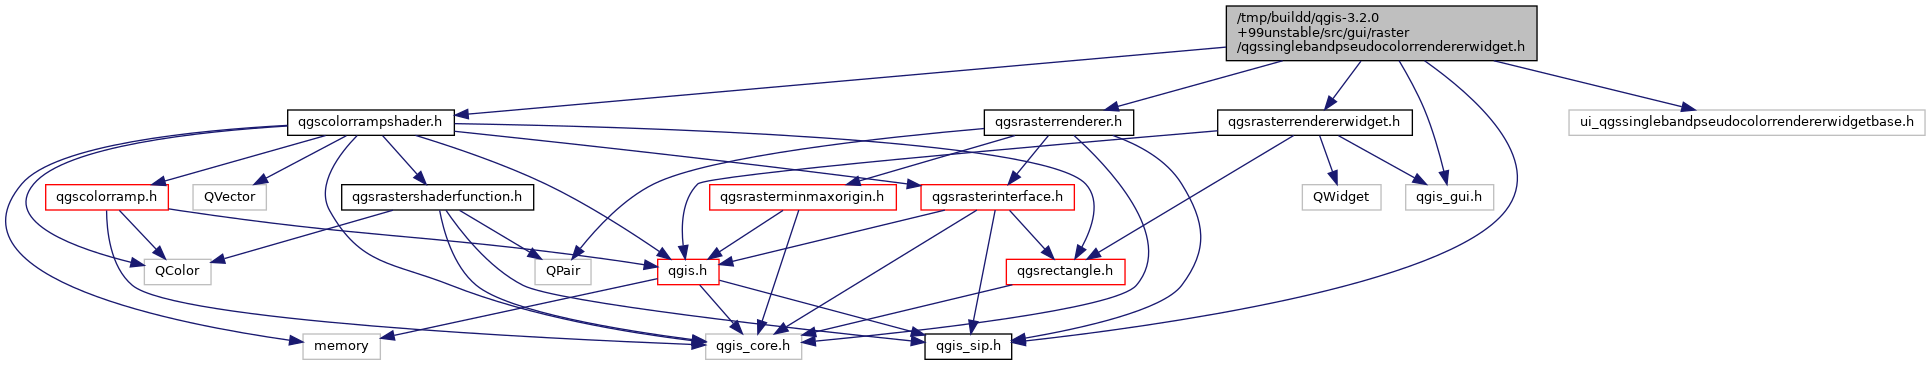 /tmp/buildd/qgis-3.2.0
+99unstable/src/gui/raster
/qgssinglebandpseudocolorrendererwidget.h
qgscolorrampshader.h
qgsrasterrenderer.h
qgsrasterrendererwidget.h
ui_qgssinglebandpseudocolorrendererwidgetbase.h
qgscolorramp.h
QVector
qgsrastershaderfunction.h
qgsrasterminmaxorigin.h
qgsrasterinterface.h
QWidget
qgis_gui.h
QColor
QPair
qgis.h
qgsrectangle.h
memory
qgis_core.h
qgis_sip.h